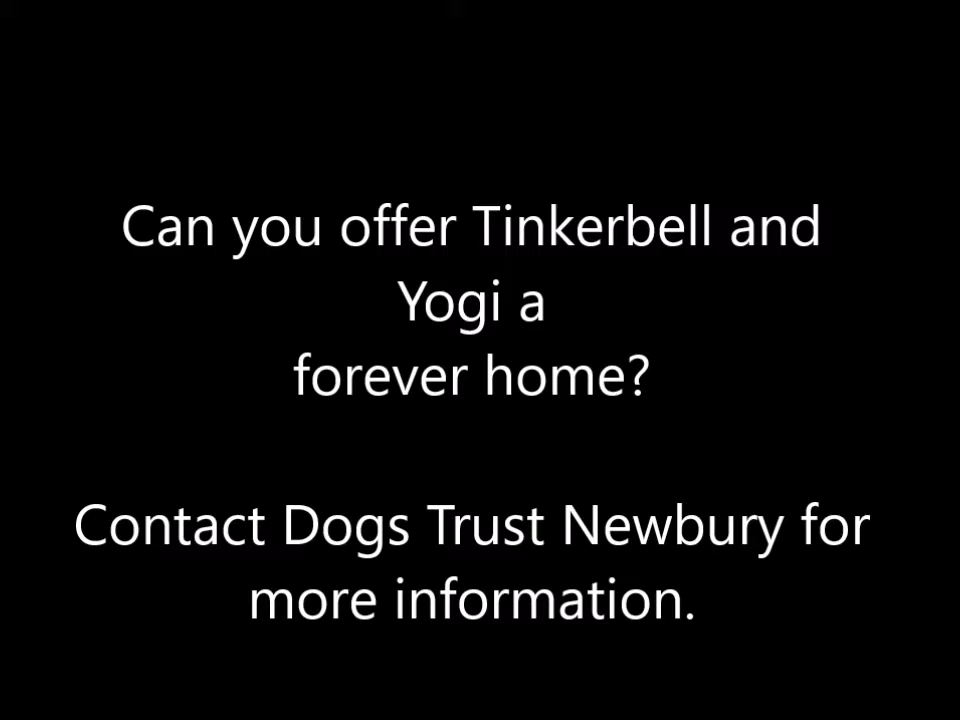 Can you offer Tinkerbell and
Yogi a
forever home?
Contact Dogs Trust Newbury for
more information.